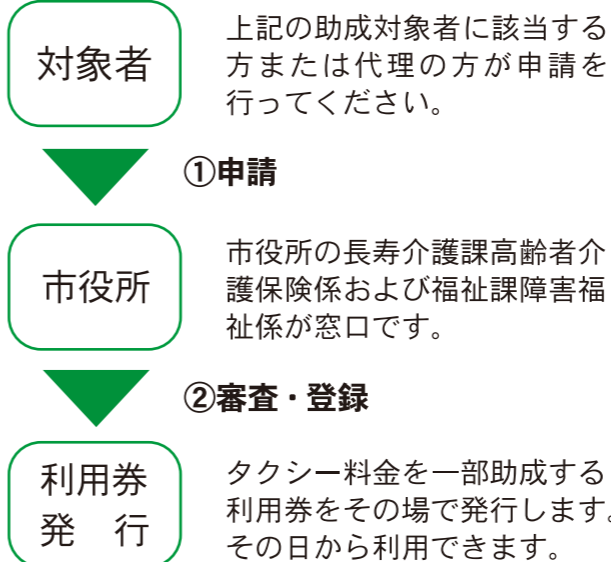 対象者
上記の助成対象者に該当する
方または代理の方が申請を
行ってください。
①申請
市役所
市役所の長寿介護課高齢者介
護保険係および福祉課障害福
祉係が窓口です。
②審査・登録
利用券
発　行
タクシー料金を一部助成する
利用券をその場で発行します。
その日から利用できます。